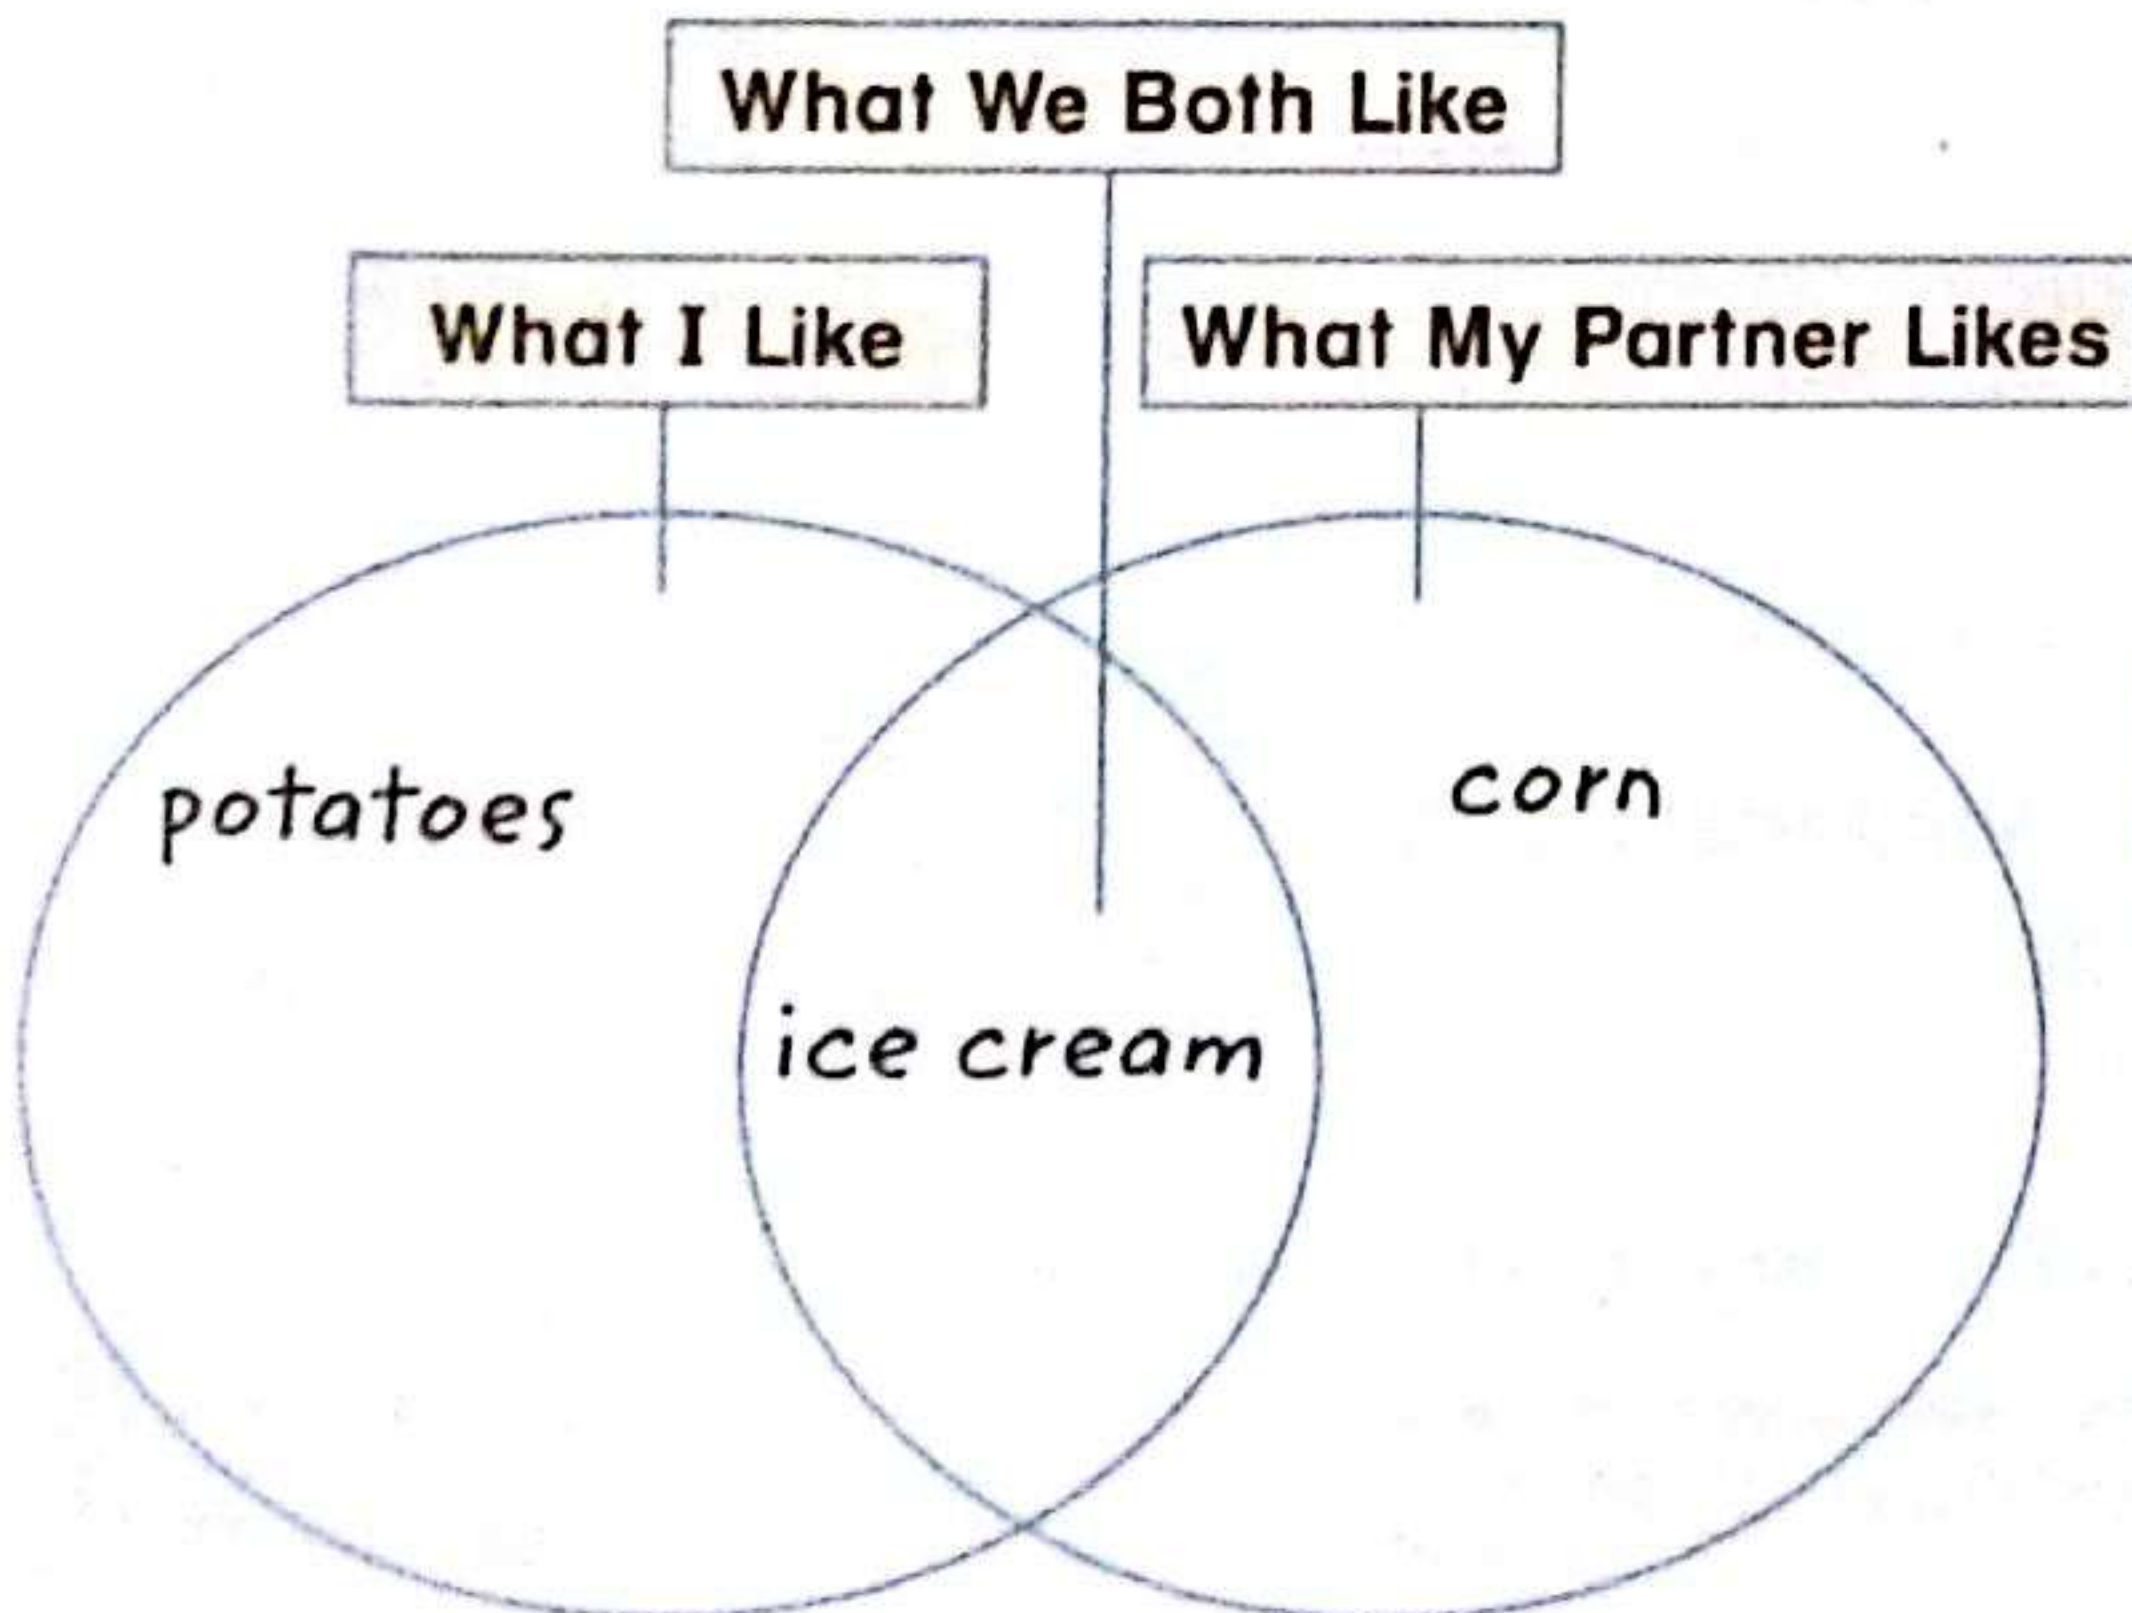 What We Both Like
What I Like
What My Partner Likes
potatoes
corn
ice cream